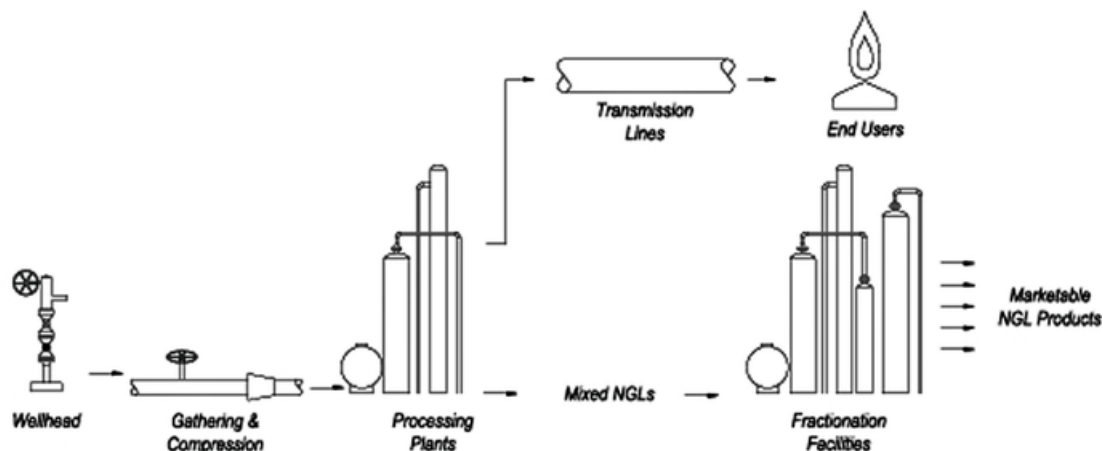 Transmission
Lines
End Users
Wellhead
Gathering &
Compression
Processing
Plants
Mixed NGLs
Fractionation
Facilities
Marketable
NGL Products